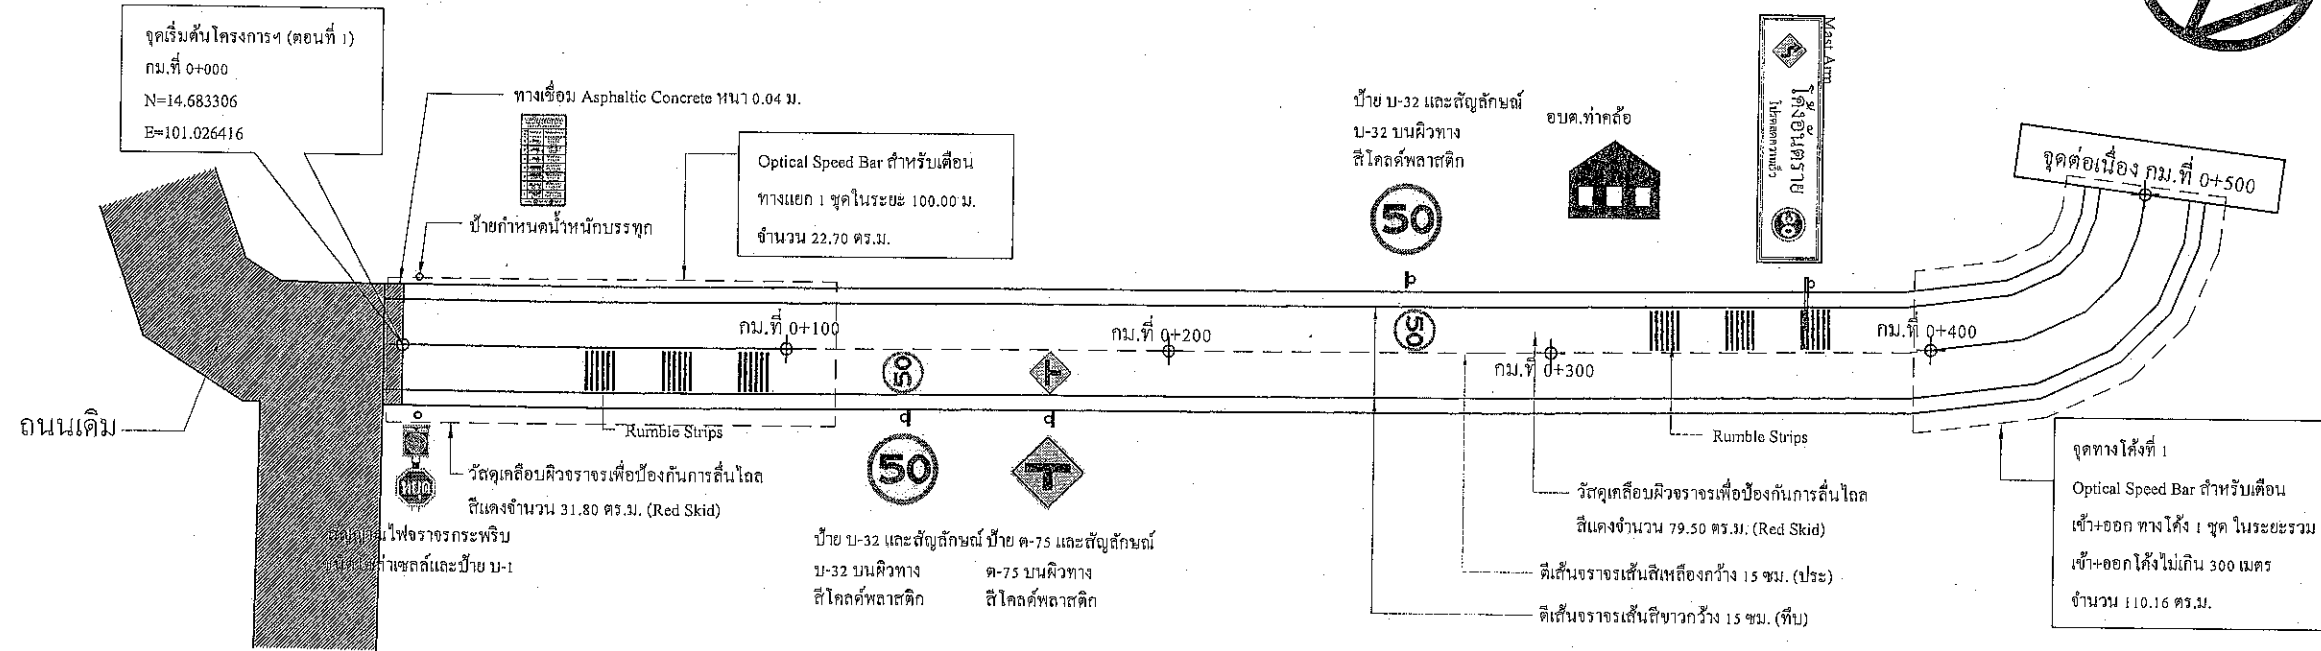 จุดเริ่มต้นโครงการฯ (ตอนที่ 1)
กม.ที่ 0+000
N=14.683306
E=101.026416
ทางเชื่อม Asphaltic Concrete หนา 0.04 ม.
ป้ายกำหนดน้ำหนักบรรทุก
Optical Speed Bar สำหรับเตือน
ทางแยก 1 ชุดในระยะ 100.00 ม.
จำนวน 22.70 ตร.ม.
ป้าย บ-32 และสัญลักษณ์
บ-32 บนผิวทาง
สีโคลด์พลาสติก
50
อบต.ท่าคล้อ
Mast Arm
โค้งอันตราย
โปรดลดความเร็ว
จุดต่อเนื่อง กม.ที่ 0+500
กม.ที่ 0+100
กม.ที่ 0+200
50
กม.ที่ 0+300
กม.ที่ 0+400
50
ถนนเดิม
Rumble Strips
Rumble Strips
หยุด
50
วัสดุเคลือบผิวจราจรเพื่อป้องกันการลื่นไถล
สีแดงจำนวน 31.80 ตร.ม. (Red Skid)
สัญญาณไฟจราจรกระพริบ
ป้าย บ-1
ป้าย บ-32 และสัญลักษณ์
บ-32 บนผิวทาง
สีโคลด์พลาสติก
ป้าย ต-75 และสัญลักษณ์
ต-75 บนผิวทาง
สีโคลด์พลาสติก
วัสดุเคลือบผิวจราจรเพื่อป้องกันการลื่นไถล
สีแดงจำนวน 79.50 ตร.ม. (Red Skid)
ตีเส้นจราจรเส้นสีเหลืองกว้าง 15 ซม. (ประ)
ตีเส้นจราจรเส้นสีขาวกว้าง 15 ซม. (ทึบ)
จุดทางโค้งที่ 1
Optical Speed Bar สำหรับเตือน
เข้า+ออก ทางโค้ง 1 ชุด ในระยะรวม
เข้า+ออกโค้งไม่เกิน 300 เมตร
จำนวน 110.16 ตร.ม.